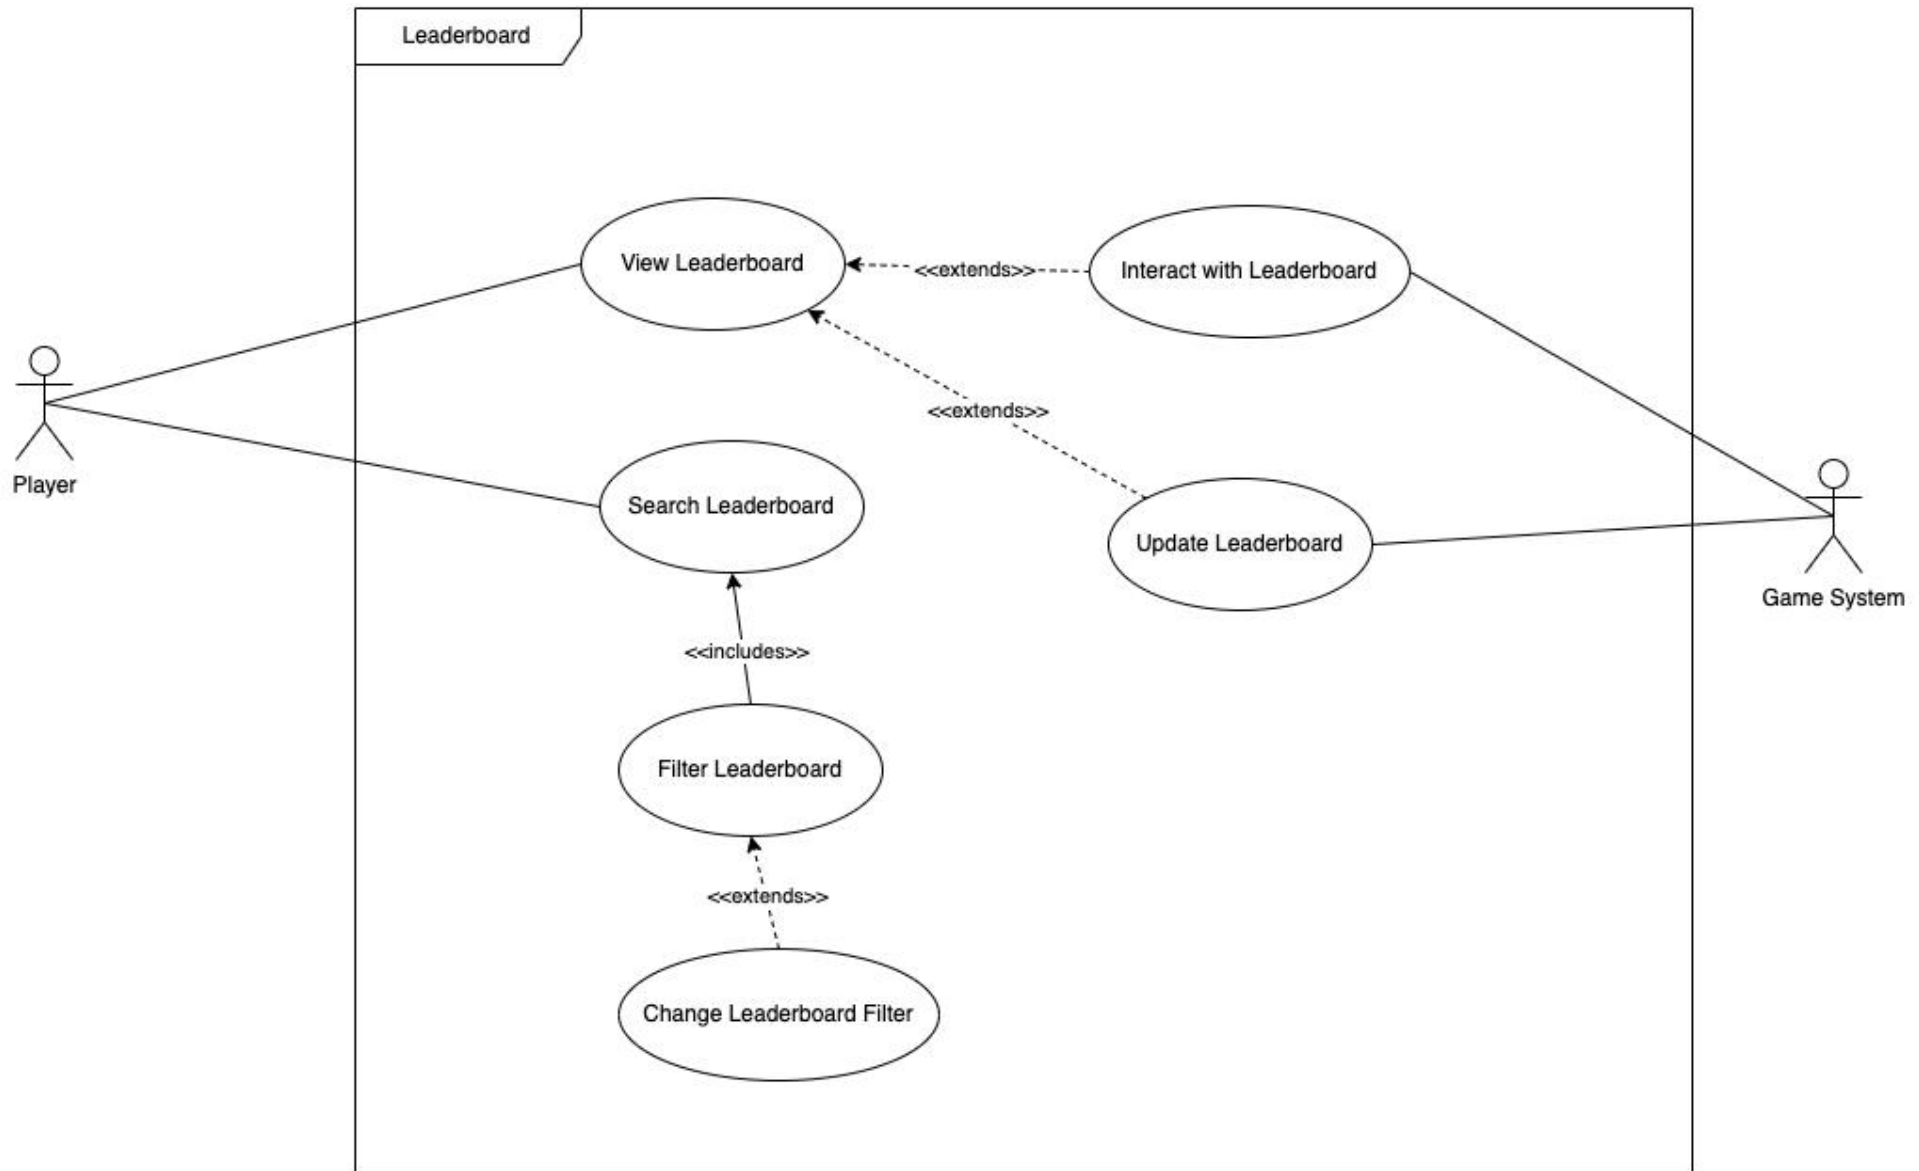 Leaderboard
View Leaderboard
<<extends>>
Interact with Leaderboard
<<extends>>
Player
Search Leaderboard
Update Leaderboard
Game System
<<includes>>
Filter Leaderboard
<<extends>>
Change Leaderboard Filter